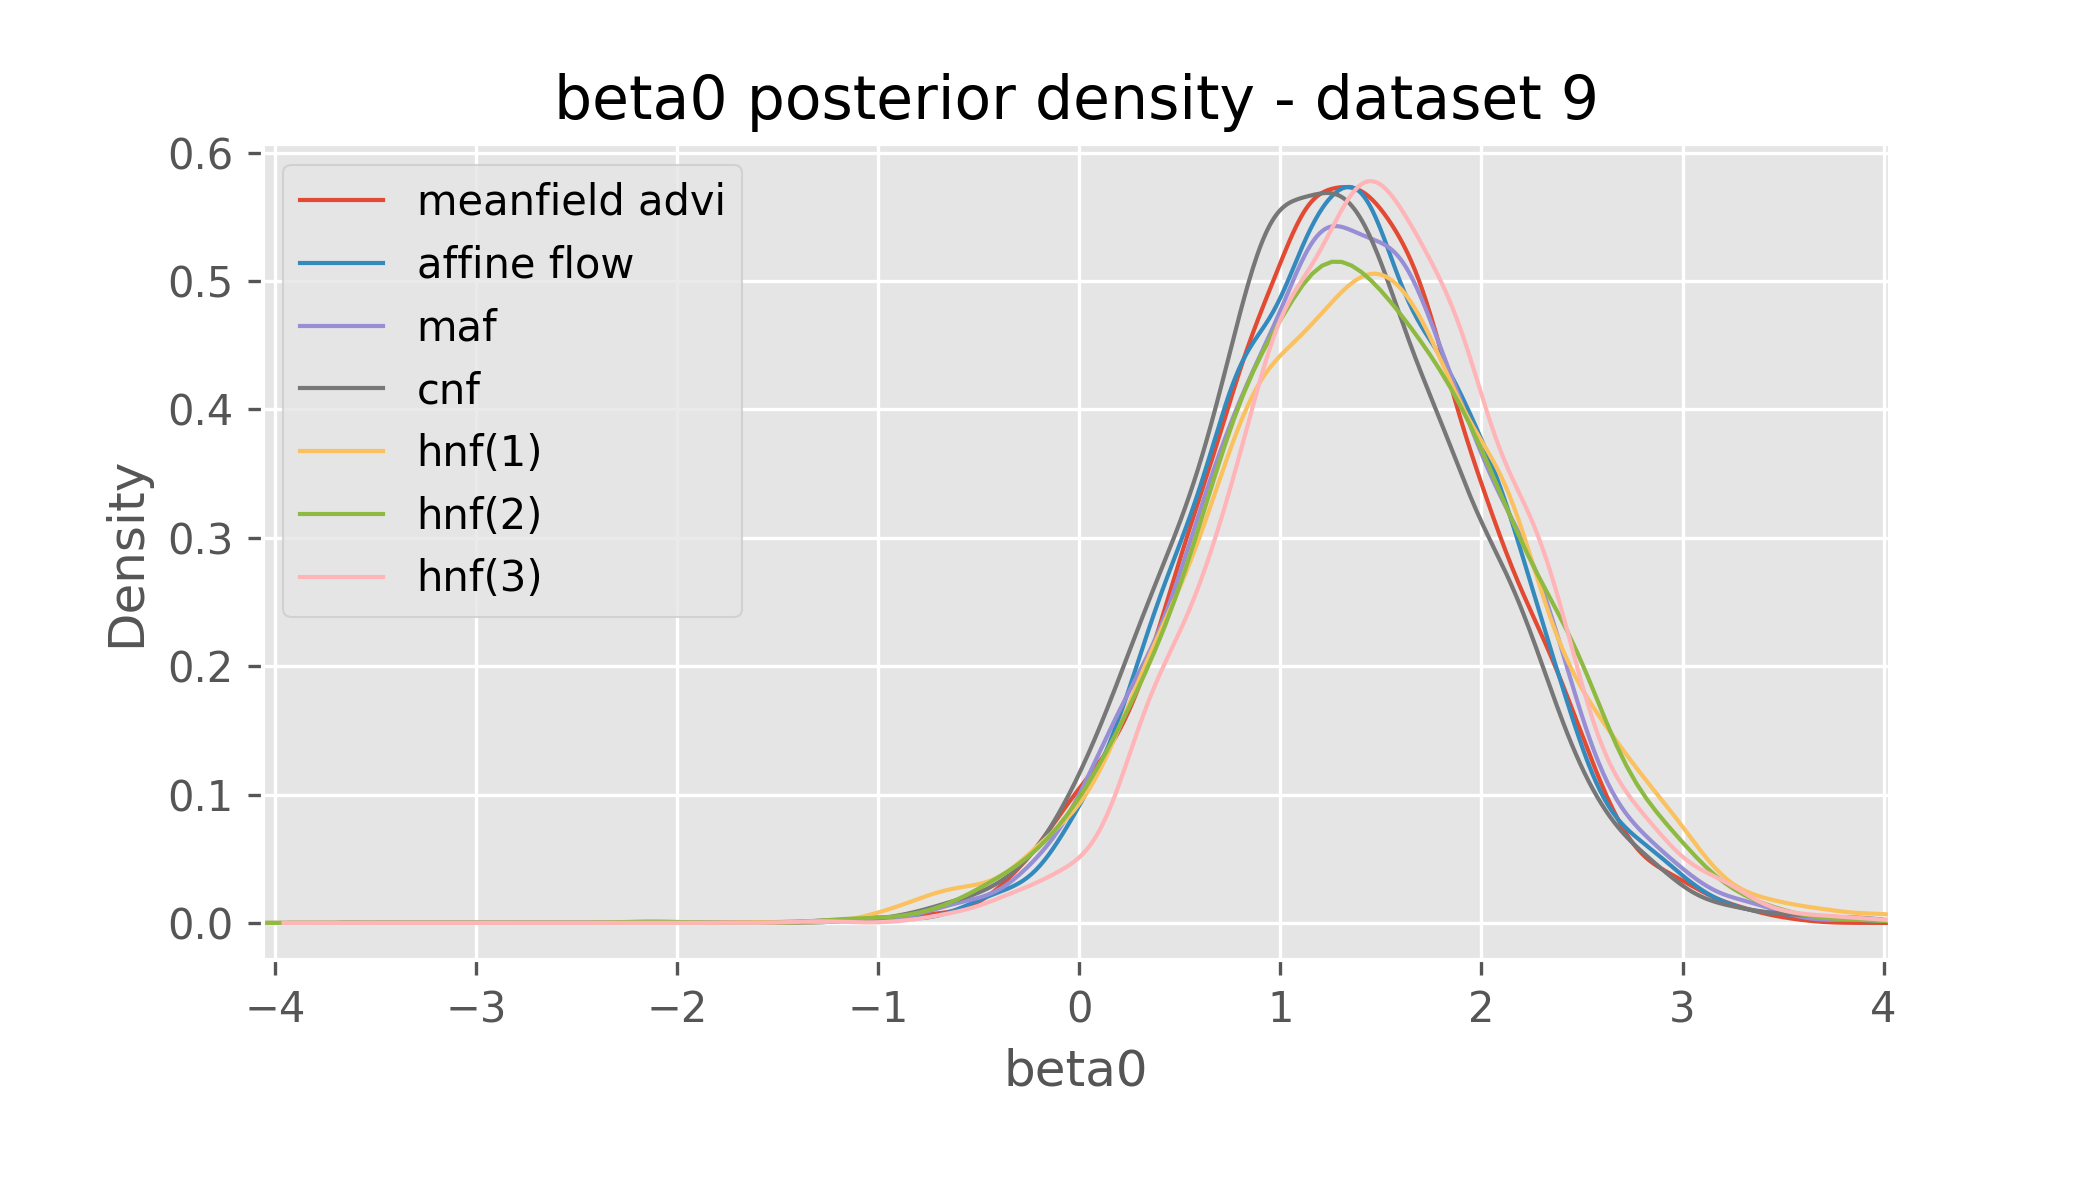 beta0 posterior density - dataset 9
0.6
0.5
0.4
0.3
0.2
0.1
0.0
Density
meanfield advi
affine flow
maf
cnf
hnf(1)
hnf(2)
hnf(3)
−4 −3 −2 −1 0 1 2 3 4
beta0